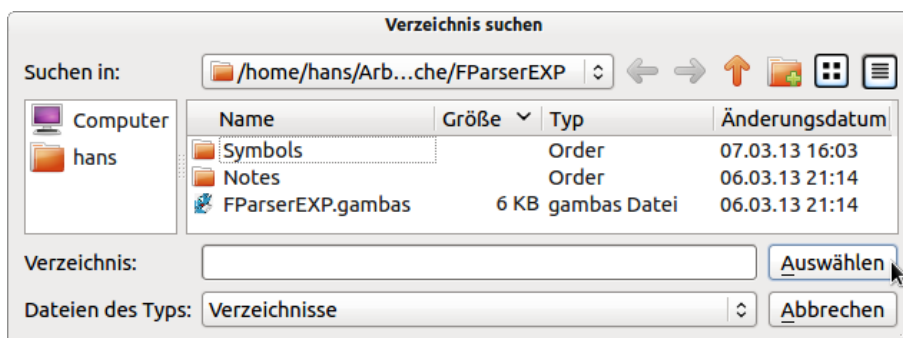 Verzeichnis suchen
Suchen in: /home/hans/Arb...che/FParserEXP
Computer
hans
Name Größe Typ Änderungsdatum
Symbols Order 07.03.13 16:03
Notes Order 06.03.13 21:14
FParserEXP.gambas 6 KB gambas Datei 06.03.13 21:14
Verzeichnis: Auswählen
Dateien des Typs: Verzeichnisse Abbrechen